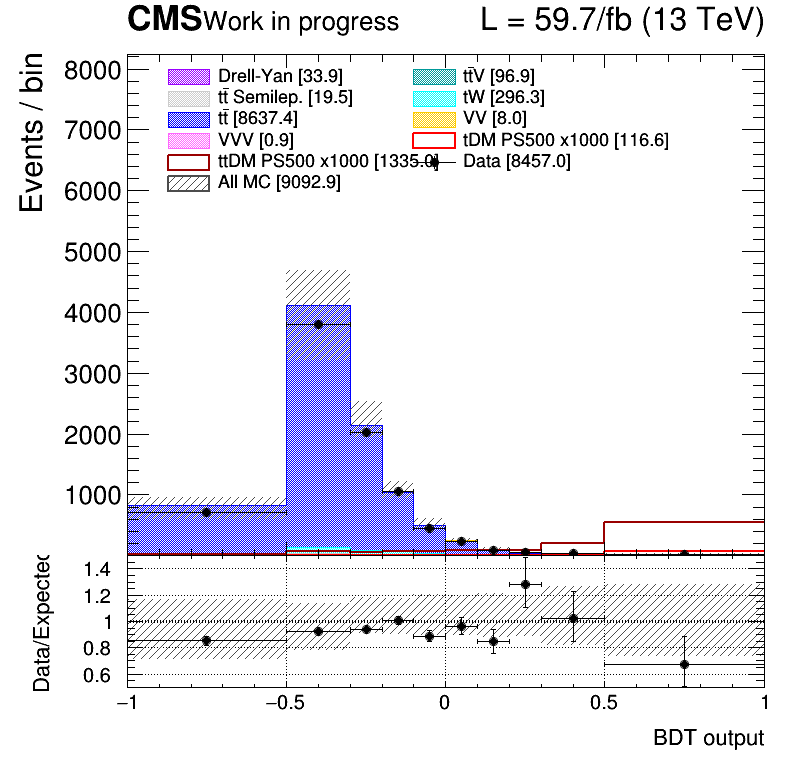 CMS Work in progress L = 59.7/fb (13 TeV)
Events / bin
8000
7000
6000
5000
4000
3000
2000
1000
Drell-Yan [33.9] tt̄V [96.9]
tt̄ Semilep. [19.5] tW [296.3]
tt̄ [8637.4] VV [8.0]
VVV [0.9] tDM PS500 x1000 [116.6]
ttDM PS500 x1000 [1335.0] Data [8457.0]
All MC [9092.9]
Data/Expected
1.4
1.2
1
0.8
0.6
−1 −0.5 0 0.5 1
BDT output